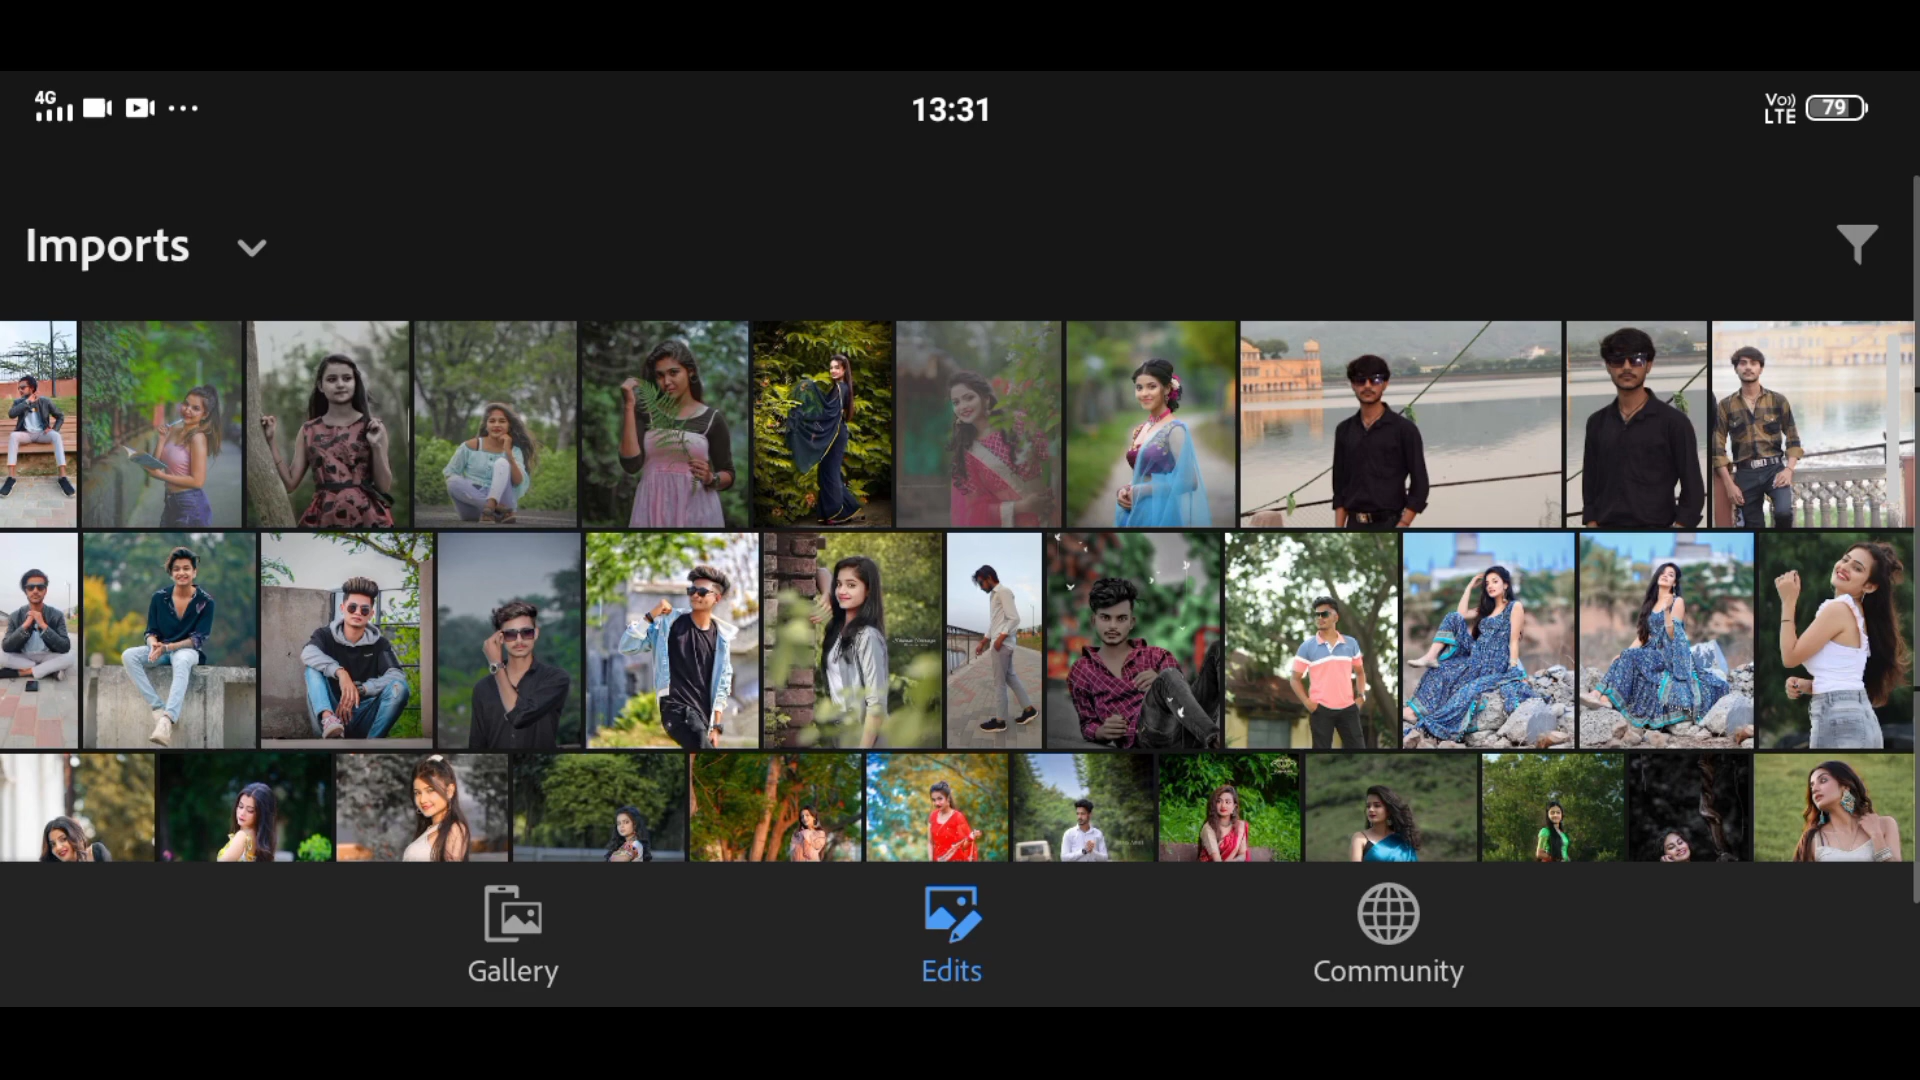 4G
13:31
Vo))
LTE
79
Imports
Gallery
Edits
Community